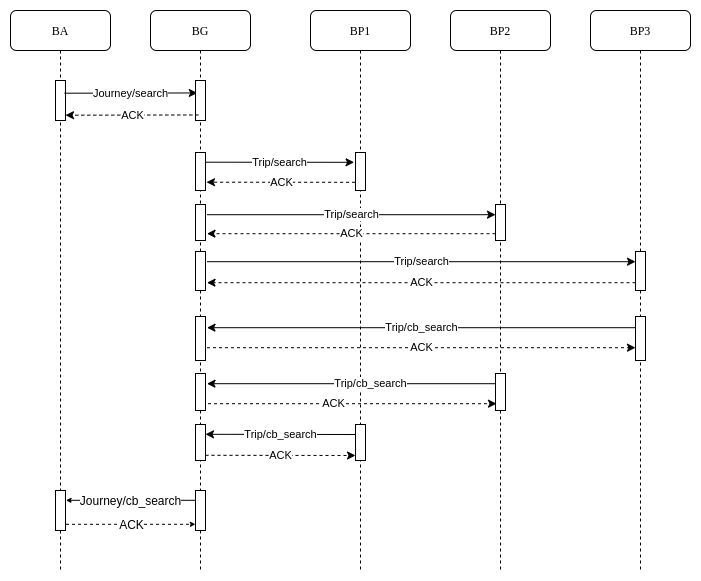 BA
BG
BP1
BP2
BP3
Journey/search
ACK
Trip/search
ACK
Trip/search
ACK
Trip/search
ACK
Trip/cb_search
ACK
Trip/cb_search
ACK
Trip/cb_search
ACK
Journey/cb_search
ACK